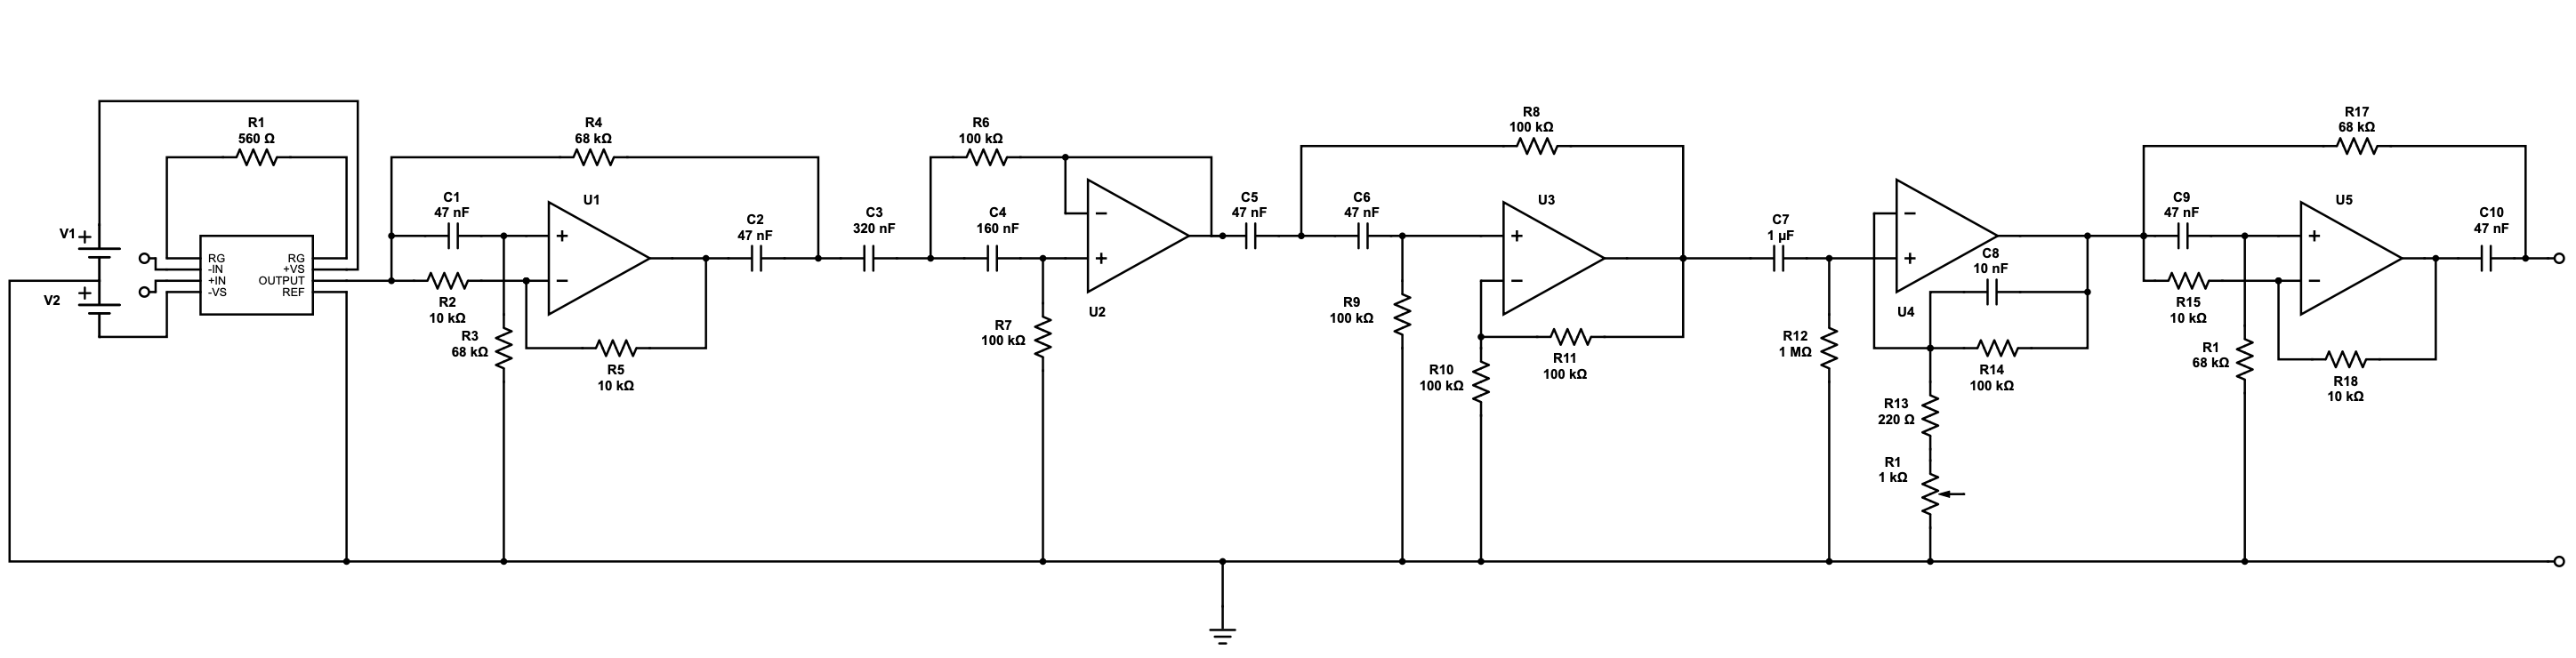 R1
560 Ω
V1
+
V2
+
RG
-IN
+IN
-VS
RG
+VS
OUTPUT
REF
R4
68 kΩ
C1
47 nF
R2
10 kΩ
R3
68 kΩ
U1
+
−
R5
10 kΩ
C2
47 nF
C3
320 nF
R6
100 kΩ
C4
160 nF
R7
100 kΩ
−
+
U2
C5
47 nF
R8
100 kΩ
C6
47 nF
R9
100 kΩ
U3
+
−
R10
100 kΩ
R11
100 kΩ
C7
1 µF
R12
1 MΩ
−
+
U4
C8
10 nF
R14
100 kΩ
R13
220 Ω
R1
1 kΩ
R17
68 kΩ
C9
47 nF
R15
10 kΩ
R1
68 kΩ
U5
+
−
R18
10 kΩ
C10
47 nF